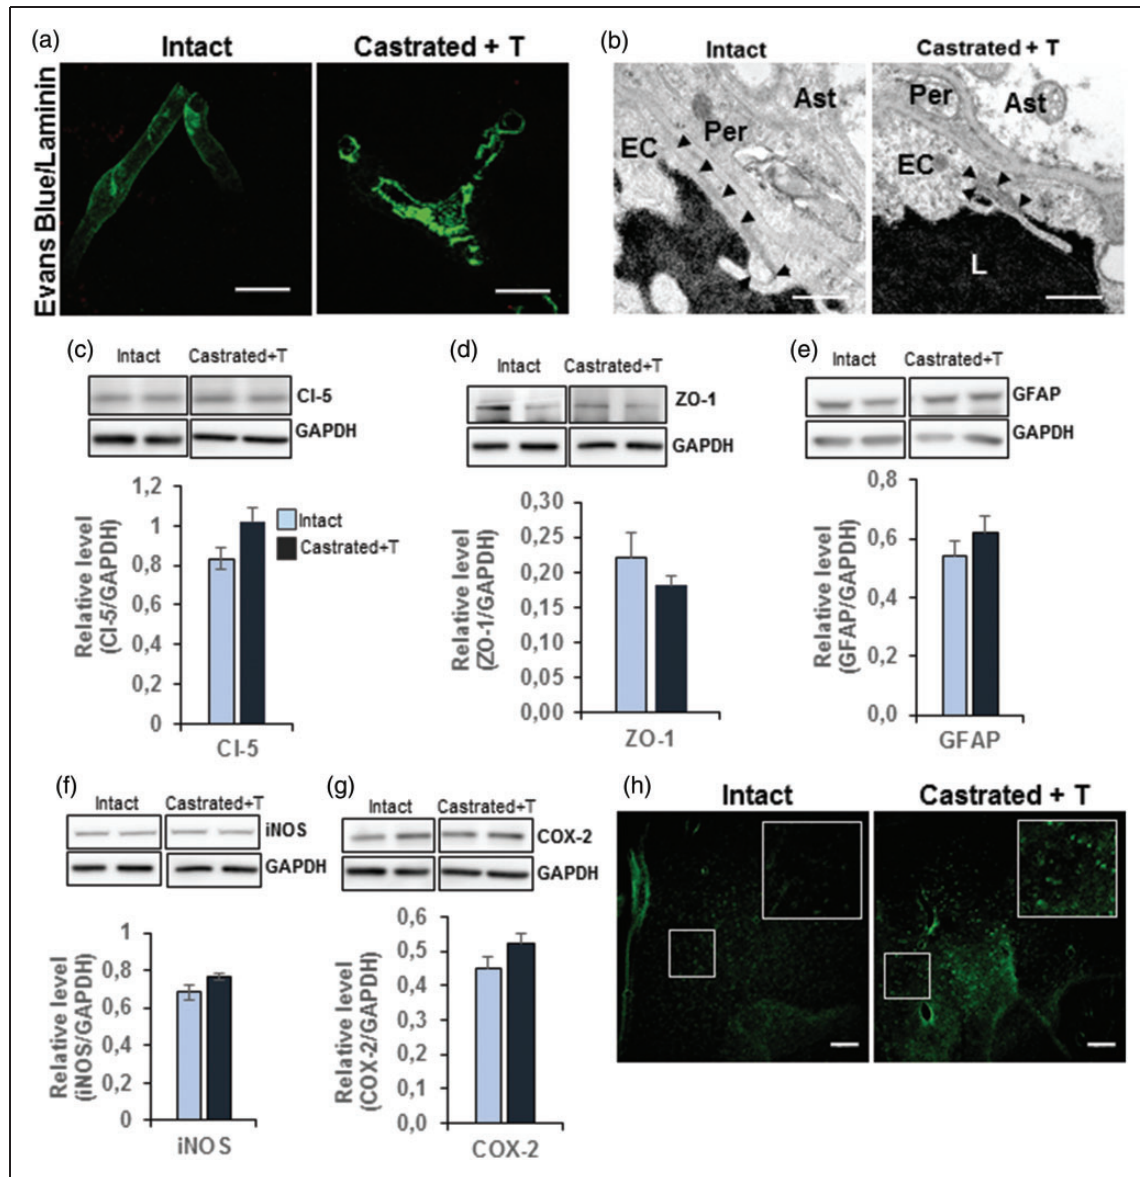 (a)
Intact
Castrated + T
Evans Blue/Laminin
(b)
Intact
Castrated + T
Ast
Per
EC
Per
Ast
EC
L
(c)
Intact
Castrated+T
Cl-5
GAPDH
Relative level
(Cl-5/GAPDH)
1,2
1
0,8
0,6
0,4
0,2
0
Intact
Castrated+T
Cl-5
(d)
Intact
Castrated+T
ZO-1
GAPDH
Relative level
(ZO-1/GAPDH)
0,30
0,25
0,20
0,15
0,10
0,05
0,00
ZO-1
(e)
Intact
Castrated+T
GFAP
GAPDH
Relative level
(GFAP/GAPDH)
0,8
0,6
0,4
0,2
0,0
GFAP
(f)
Intact
Castrated+T
iNOS
GAPDH
Relative level
(iNOS/GAPDH)
1
0,8
0,6
0,4
0,2
0
iNOS
(g)
Intact
Castrated+T
COX-2
GAPDH
Relative level
(COX-2/GAPDH)
0,6
0,5
0,4
0,3
0,2
0,1
0,0
COX-2
(h)
Intact
Castrated + T